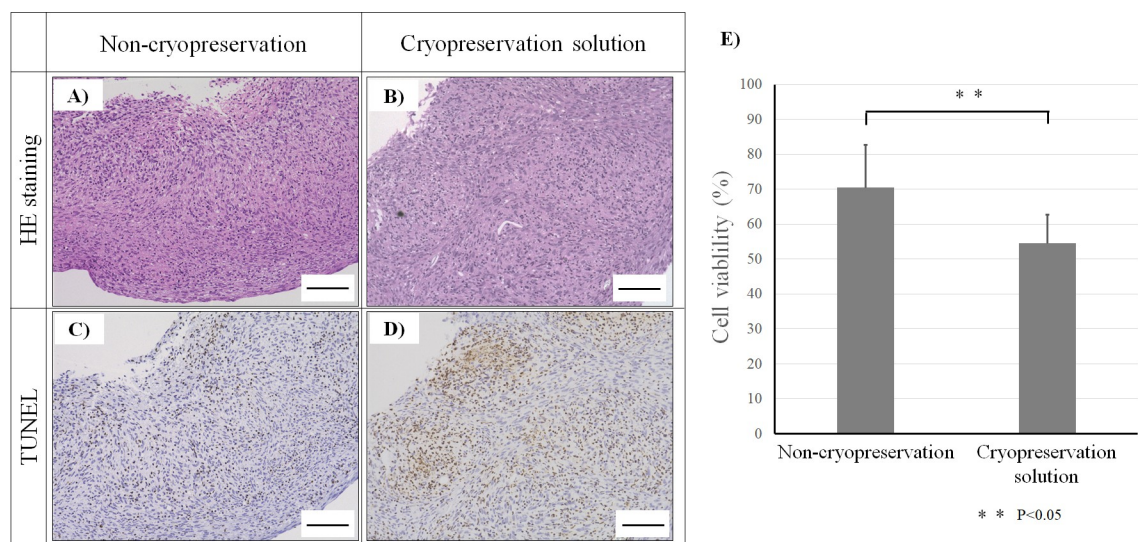 Non-cryopreservation
Cryopreservation solution
HE staining
A)
B)
TUNEL
C)
D)
E)
Cell viablility (%)
100
90
80
70
60
50
40
30
20
10
0
* *
Non-cryopreservation
Cryopreservation
solution
* * P<0.05